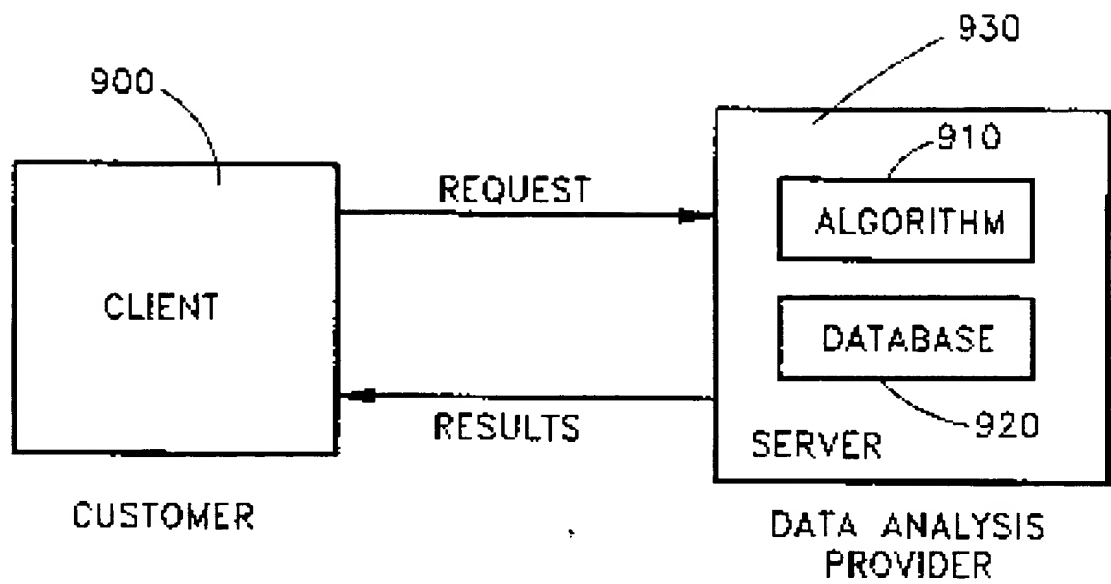 930
900
910
REQUEST
ALGORITHM
CLIENT
DATABASE
RESULTS
920
SERVER
CUSTOMER
DATA ANALYSIS
PROVIDER